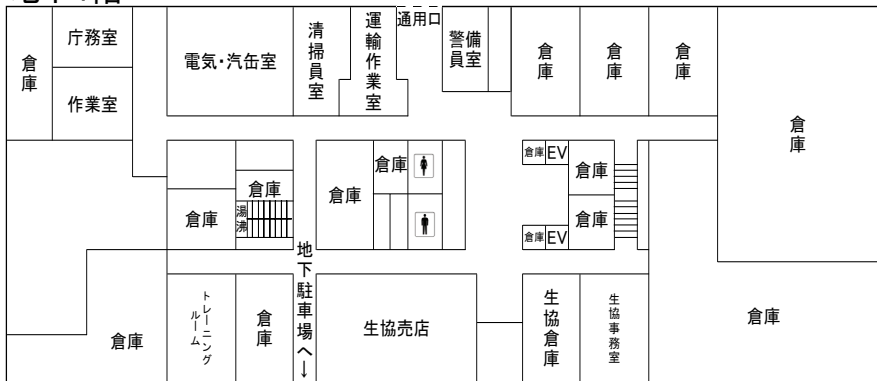 倉庫
庁務室
作業室
電気・汽缶室
清掃員室
運輸作業室
通用口
警備員室
倉庫
倉庫
倉庫
倉庫
倉庫
倉庫
湯沸
倉庫
倉庫
倉庫
EV
倉庫
倉庫
倉庫
EV
地下駐車場へ↓
倉庫
トレーニングルーム
倉庫
生協売店
生協倉庫
生協事務室
倉庫